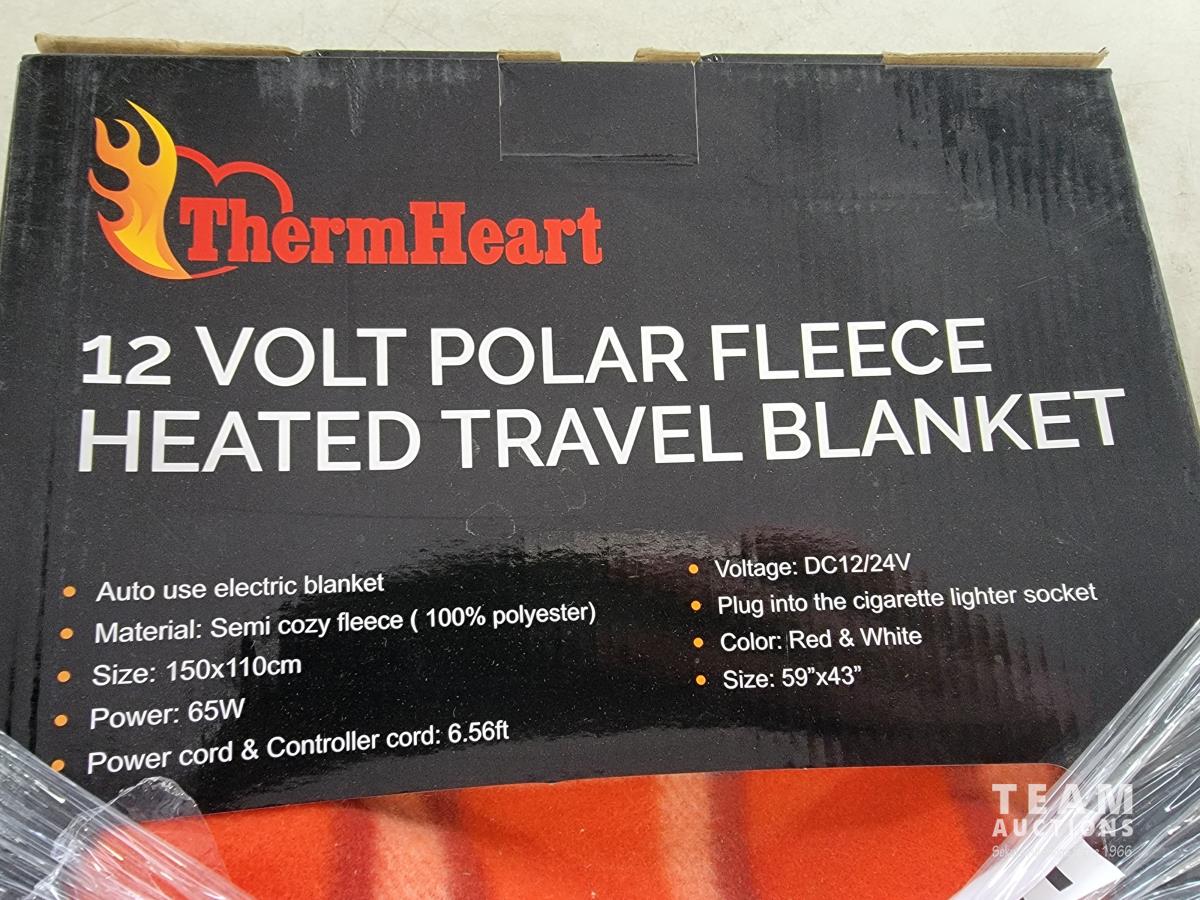 ThermHeart
12 VOLT POLAR FLEECE
HEATED TRAVEL BLANKET
• Auto use electric blanket
• Material: Semi cozy fleece ( 100% polyester)
• Size: 150x110cm
• Power: 65W
• Power cord & Controller cord: 6.56ft
• Voltage: DC12/24V
• Plug into the cigarette lighter socket
• Color: Red & White
• Size: 59”x43”
TEAM
AUCTIONS
1966